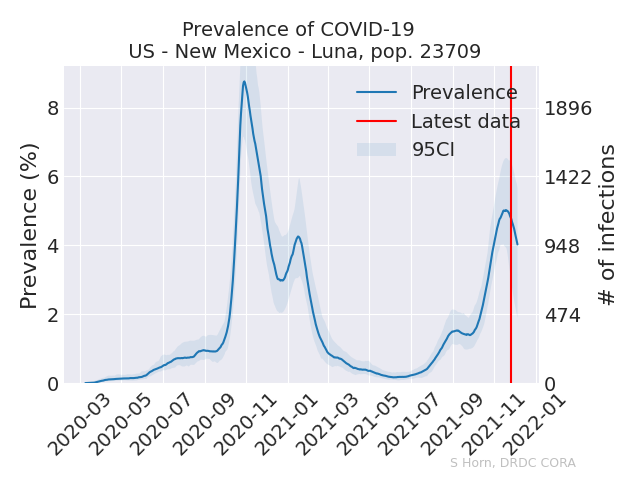 Prevalence of COVID-19
US - New Mexico - Luna, pop. 23709
Prevalence
Latest data
95CI
Prevalence (%)
8
6
4
2
0
1896
1422
948
474
0
# of infections
2020-03
2020-05
2020-07
2020-09
2020-11
2021-01
2021-03
2021-05
2021-07
2021-09
2021-11
2022-01
S Horn, DRDC CORA